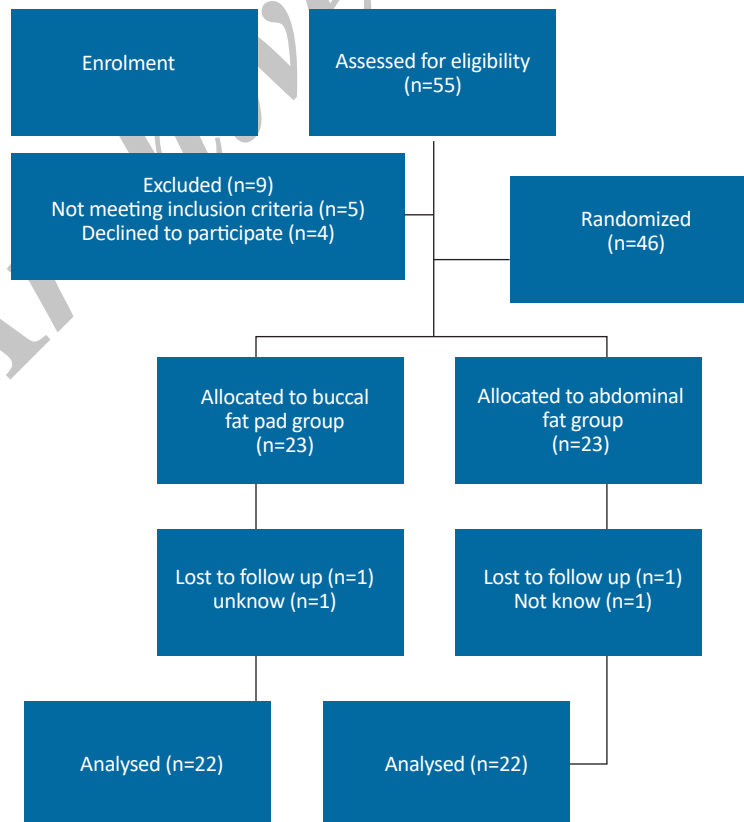 Enrolment
Assessed for eligibility
(n=55)
Excluded (n=9)
Not meeting inclusion criteria (n=5)
Declined to participate (n=4)
Randomized
(n=46)
Allocated to buccal
fat pad group
(n=23)
Allocated to abdominal
fat group
(n=23)
Lost to follow up (n=1)
unknow (n=1)
Lost to follow up (n=1)
Not know (n=1)
Analysed (n=22)
Analysed (n=22)